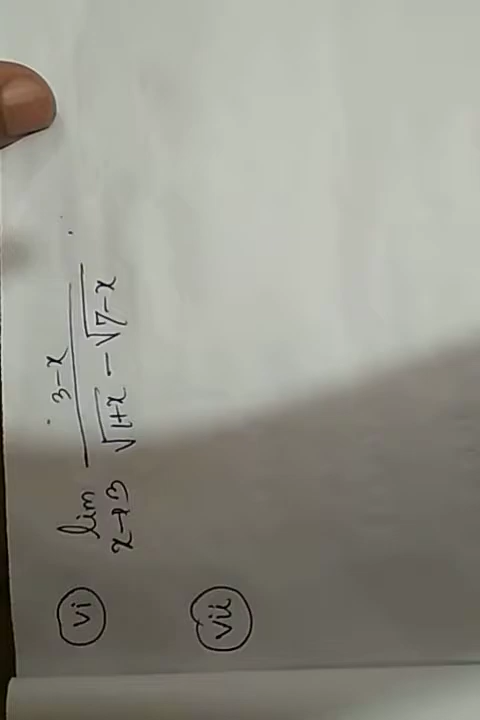 (vi) lim 3-x
x→3 √1+x - √7-x
(vii)